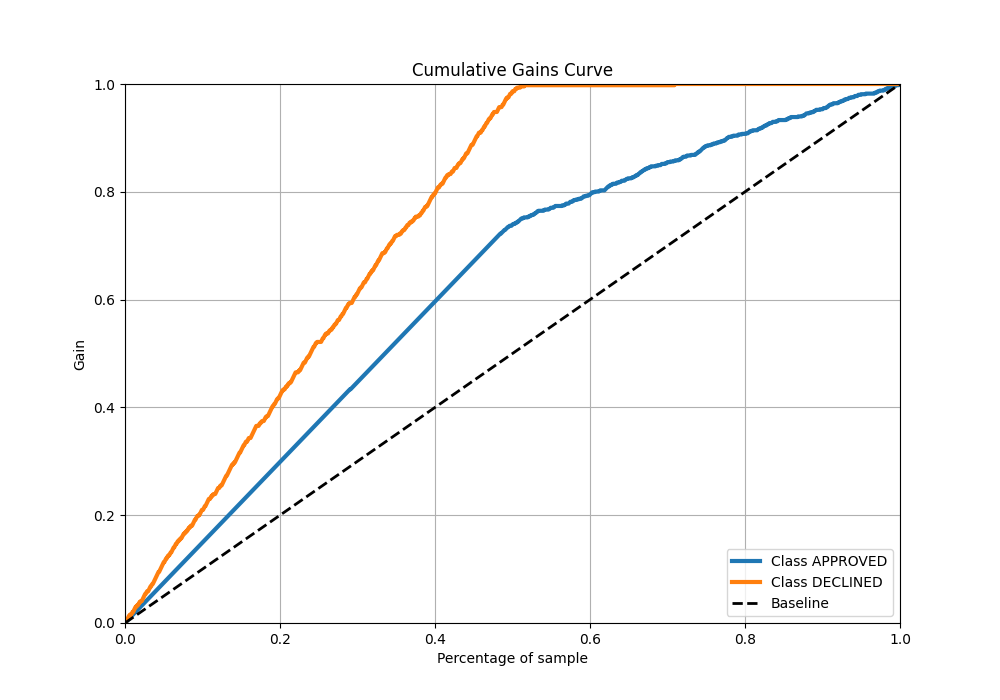 Cumulative Gains Curve
1.0
0.8
0.6
0.4
0.2
0.0
Gain
0.0 0.2 0.4 0.6 0.8 1.0
Percentage of sample
Class APPROVED
Class DECLINED
Baseline